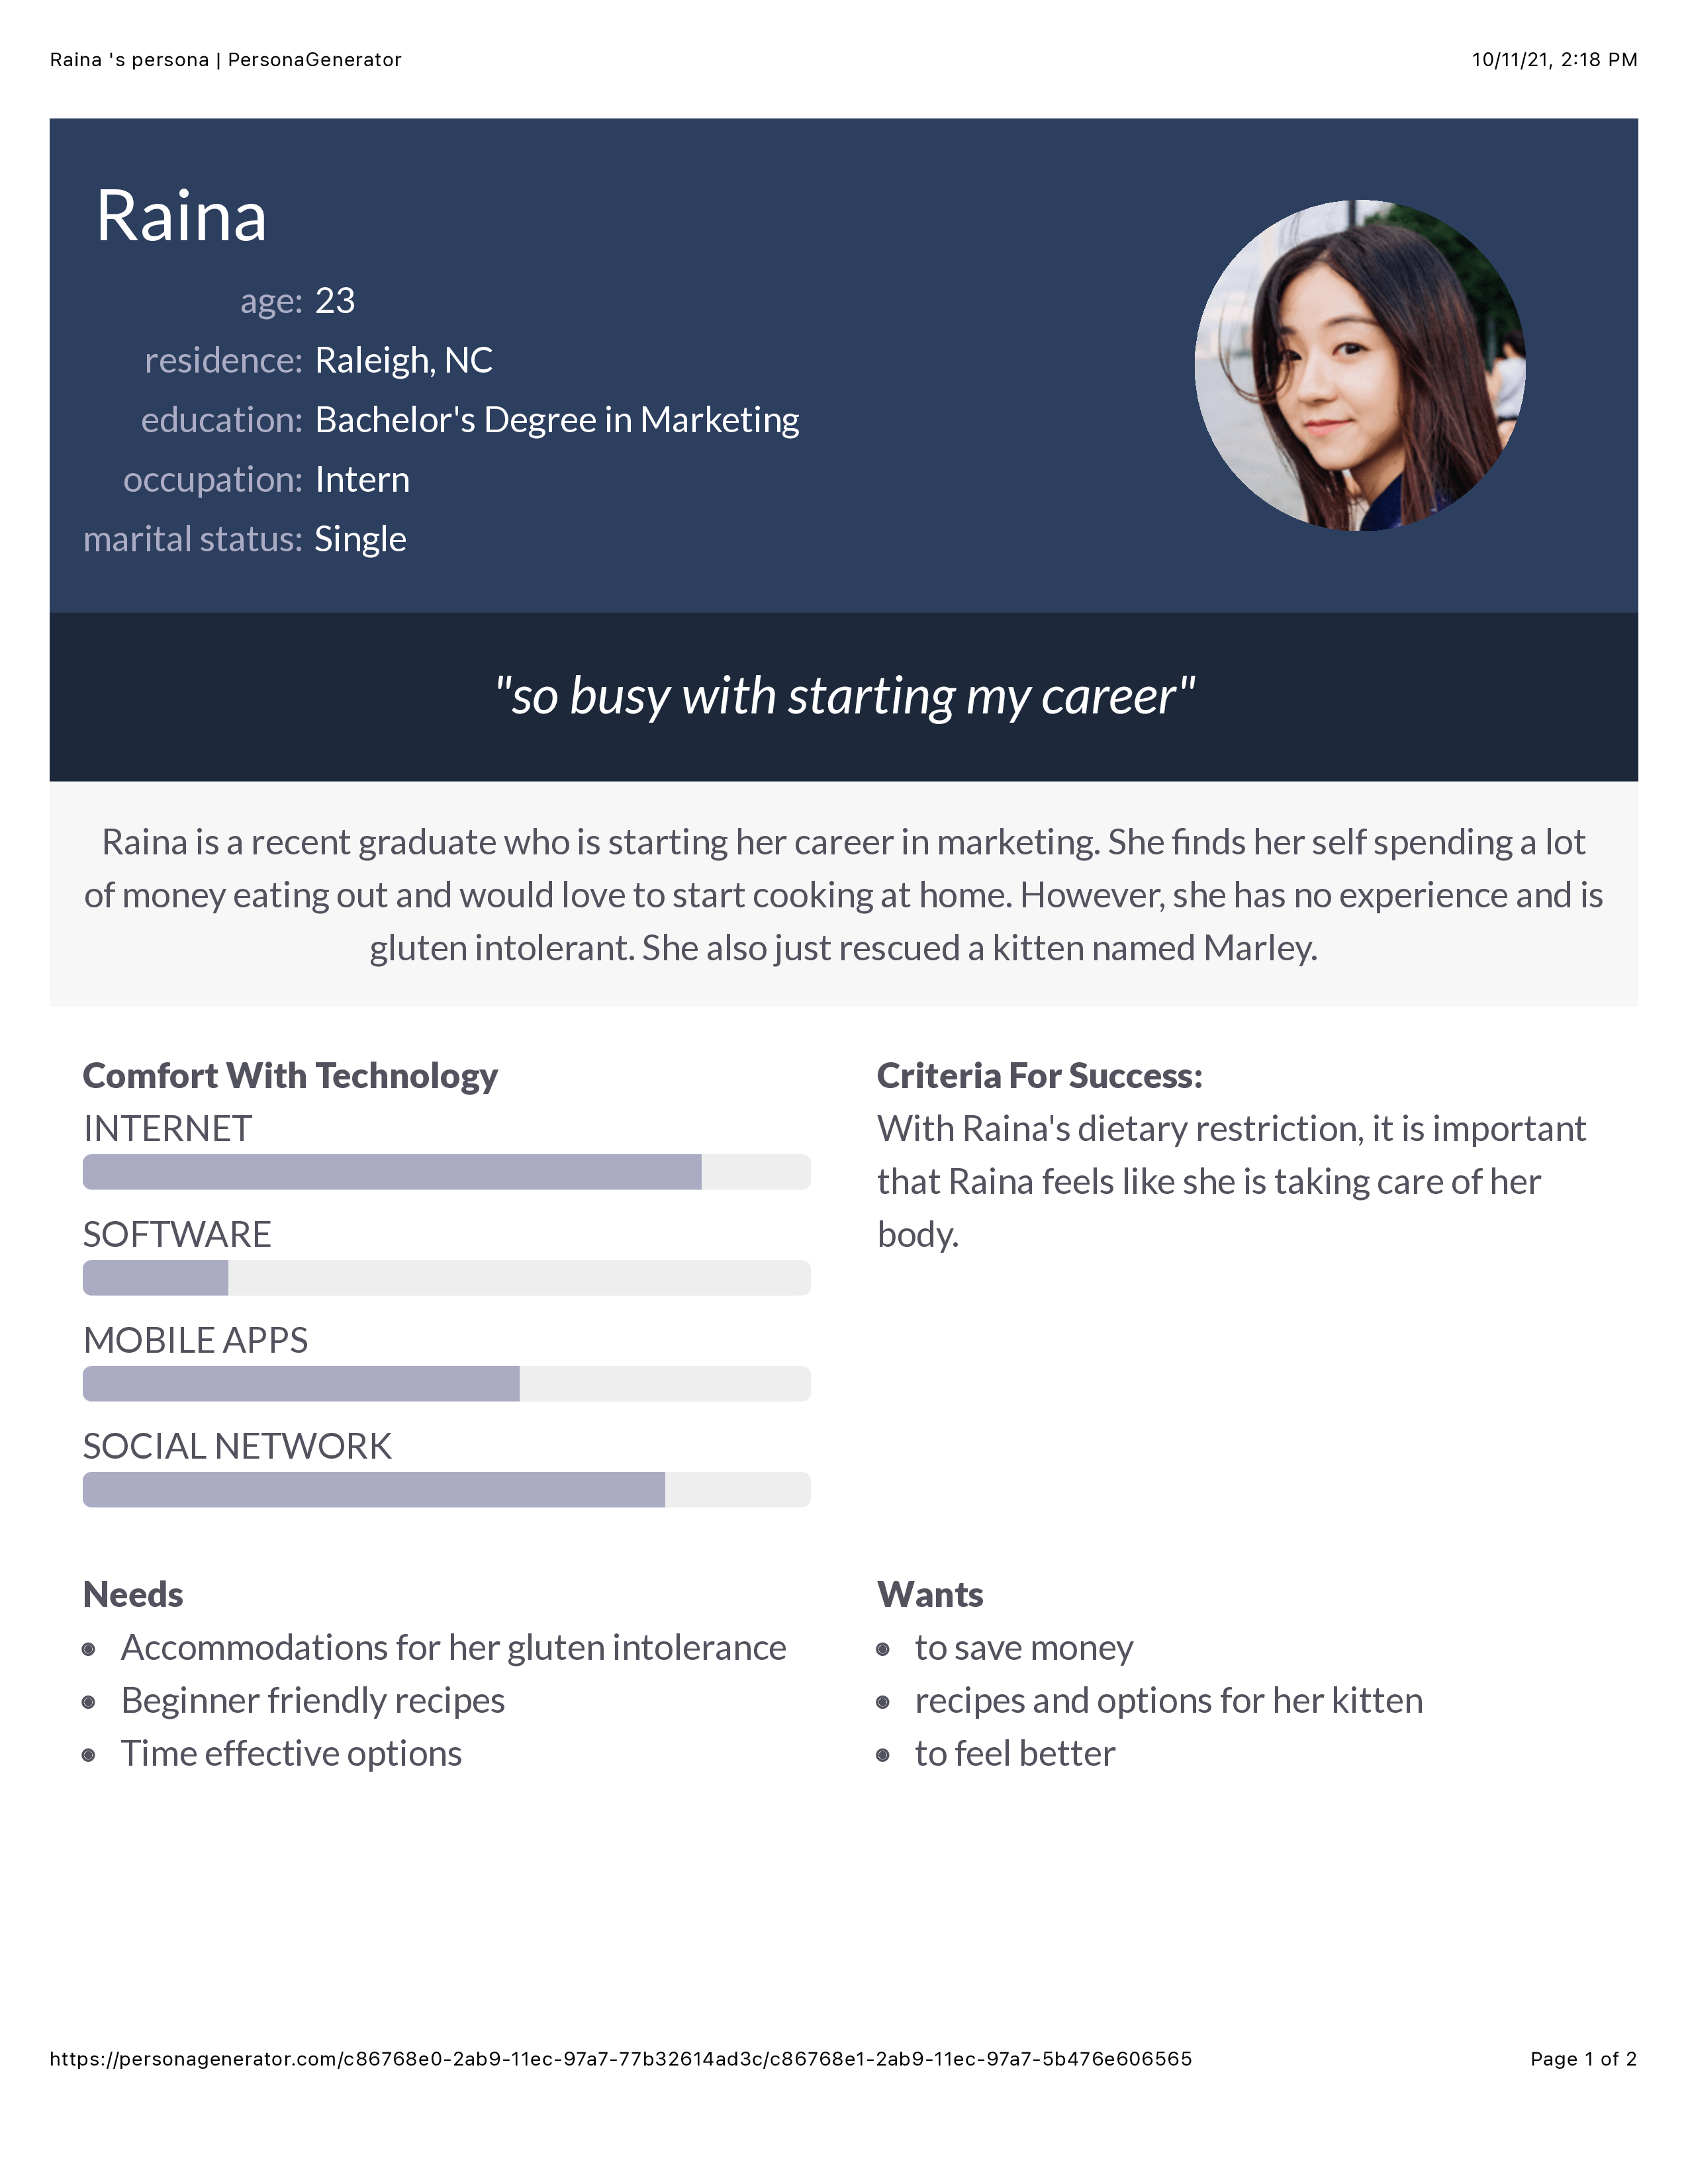 Raina 's persona | PersonaGenerator
10/11/21, 2:18 PM
Raina
age: 23
residence: Raleigh, NC
education: Bachelor's Degree in Marketing
occupation: Intern
marital status: Single
"so busy with starting my career"
Raina is a recent graduate who is starting her career in marketing. She finds her self spending a lot
of money eating out and would love to start cooking at home. However, she has no experience and is
gluten intolerant. She also just rescued a kitten named Marley.
Comfort With Technology
INTERNET
SOFTWARE
MOBILE APPS
SOCIAL NETWORK
Criteria For Success:
With Raina's dietary restriction, it is important
that Raina feels like she is taking care of her
body.
Needs
Accommodations for her gluten intolerance
Beginner friendly recipes
Time effective options
Wants
to save money
recipes and options for her kitten
to feel better
https://personagenerator.com/c86768e0-2ab9-11ec-97a7-77b32614ad3c/c86768e1-2ab9-11ec-97a7-5b476e606565
Page 1 of 2